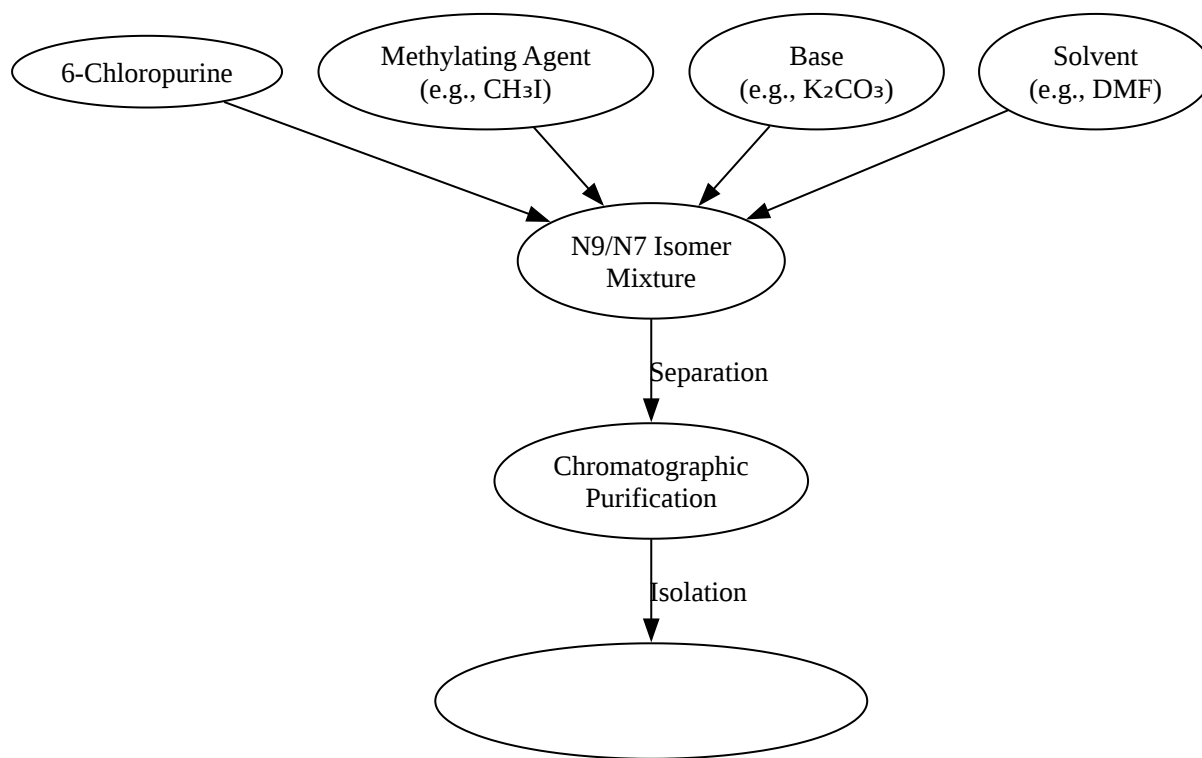 6-Chloropurine
Methylating Agent
(e.g., CH₃I)
Base
(e.g., K₂CO₃)
Solvent
(e.g., DMF)
N9/N7 Isomer
Mixture
Separation
Chromatographic
Purification
Isolation